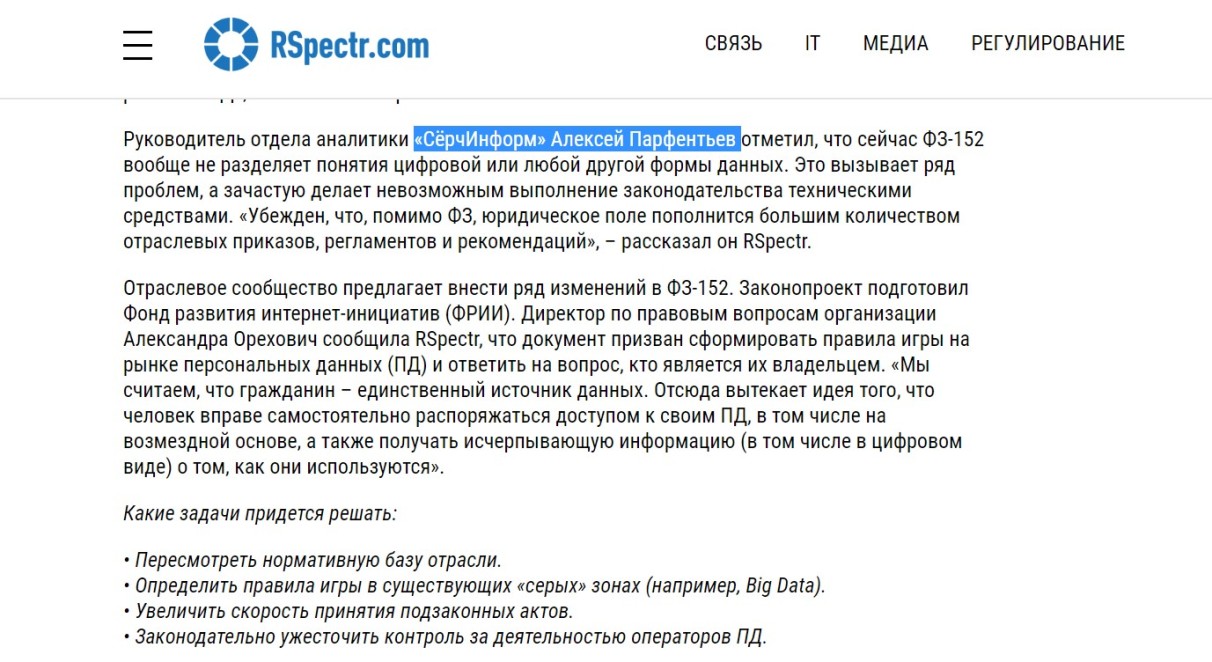 RSpectr.com
СВЯЗЬ IT МЕДИА РЕГУЛИРОВАНИЕ
Руководитель отдела аналитики «СёрчИнформ» Алексей Парфентьев отметил, что сейчас ФЗ-152
вообще не разделяет понятия цифровой или любой другой формы данных. Это вызывает ряд
проблем, а зачастую делает невозможным выполнение законодательства техническими
средствами. «Убежден, что, помимо ФЗ, юридическое поле пополнится большим количеством
отраслевых приказов, регламентов и рекомендаций», – рассказал он RSpectr.
Отраслевое сообщество предлагает внести ряд изменений в ФЗ-152. Законопроект подготовил
Фонд развития интернет-инициатив (ФРИИ). Директор по правовым вопросам организации
Александра Орехович сообщила RSpectr, что документ призван сформировать правила игры на
рынке персональных данных (ПД) и ответить на вопрос, кто является их владельцем. «Мы
считаем, что гражданин – единственный источник данных. Отсюда вытекает идея того, что
человек вправе самостоятельно распоряжаться доступом к своим ПД, в том числе на
возмездной основе, а также получать исчерпывающую информацию (в том числе в цифровом
виде) о том, как они используются».
Какие задачи придется решать:
• Пересмотреть нормативную базу отрасли.
• Определить правила игры в существующих «серых» зонах (например, Big Data).
• Увеличить скорость принятия подзаконных актов.
• Законодательно ужесточить контроль за деятельностью операторов ПД.